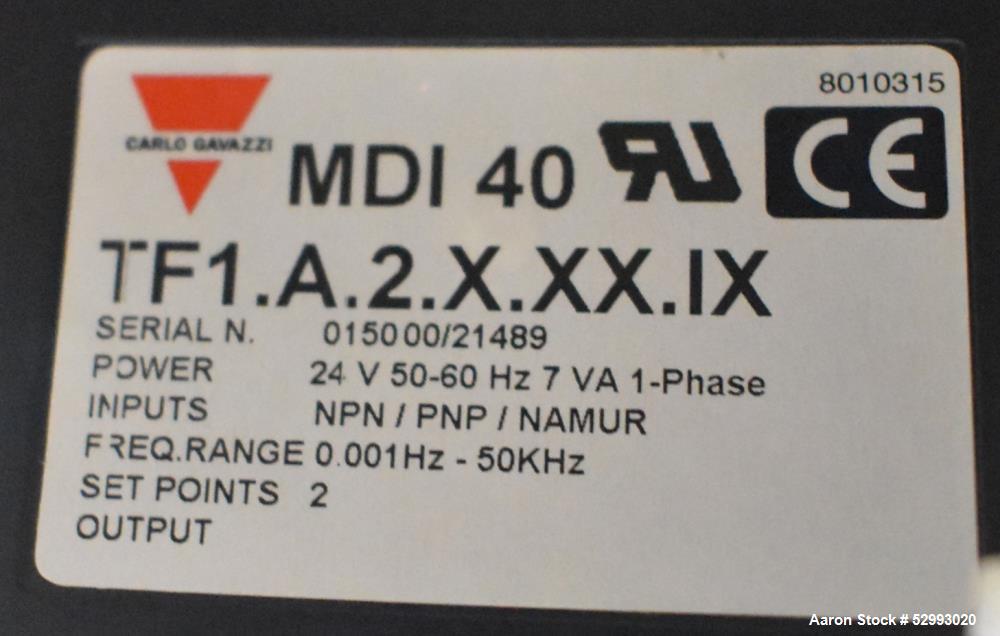 8010315
CARLO GAVAZZI
MDI 40 RU CE
TF1.A.2.X.XX.IX
SERIAL N. 015000/21489
POWER 24 V 50-60 Hz 7 VA 1-Phase
INPUTS NPN / PNP / NAMUR
FREQ.RANGE 0.001Hz - 50KHz
SET POINTS 2
OUTPUT
Aaron Stock # 52993020